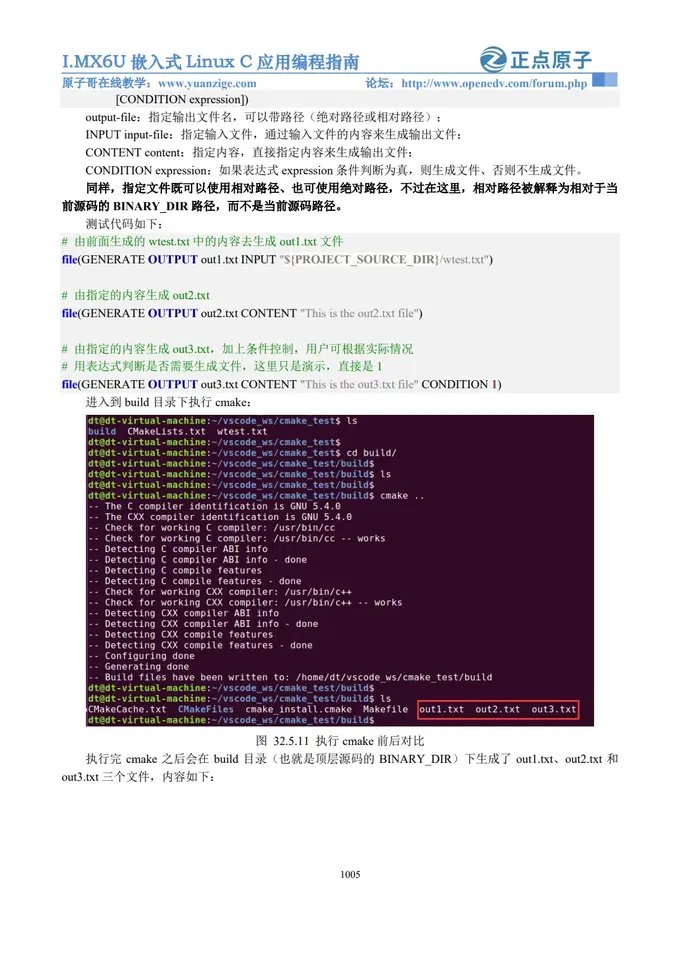 I.MX6U 嵌入式 Linux C 应用编程指南
正点原子
原子哥在线教学：www.yuanzige.com 论坛：http://www.openedv.com/forum.php
[CONDITION expression])
output-file：指定输出文件名，可以带路径（绝对路径或相对路径）；
INPUT input-file：指定输入文件，通过输入文件的内容来生成输出文件；
CONTENT content：指定内容，直接指定内容来生成输出文件；
CONDITION expression：如果表达式 expression 条件判断为真，则生成文件、否则不生成文件。
同样，指定文件既可以使用相对路径、也可使用绝对路径，不过在这里，相对路径被解释为相对于当
前源码的 BINARY_DIR 路径，而不是当前源码路径。
测试代码如下：
# 由前面生成的 wtest.txt 中的内容去生成 out1.txt 文件
file(GENERATE OUTPUT out1.txt INPUT "${PROJECT_SOURCE_DIR}/wtest.txt")
# 由指定的内容生成 out2.txt
file(GENERATE OUTPUT out2.txt CONTENT "This is the out2.txt file")
# 由指定的内容生成 out3.txt，加上条件控制，用户可根据实际情况
# 用表达式判断是否需要生成文件，这里只是演示，直接是 1
file(GENERATE OUTPUT out3.txt CONTENT "This is the out3.txt file" CONDITION 1)
进入到 build 目录下执行 cmake：
dt@dt-virtual-machine:~/vscode_ws/cmake_test$ ls
build CMakeLists.txt wtest.txt
dt@dt-virtual-machine:~/vscode_ws/cmake_test$
dt@dt-virtual-machine:~/vscode_ws/cmake_test$ cd build/
dt@dt-virtual-machine:~/vscode_ws/cmake_test/build$
dt@dt-virtual-machine:~/vscode_ws/cmake_test/build$ ls
dt@dt-virtual-machine:~/vscode_ws/cmake_test/build$
dt@dt-virtual-machine:~/vscode_ws/cmake_test/build$ cmake ..
-- The C compiler identification is GNU 5.4.0
-- The CXX compiler identification is GNU 5.4.0
-- Check for working C compiler: /usr/bin/cc
-- Check for working C compiler: /usr/bin/cc -- works
-- Detecting C compiler ABI info
-- Detecting C compiler ABI info - done
-- Detecting C compile features
-- Detecting C compile features - done
-- Check for working CXX compiler: /usr/bin/c++
-- Check for working CXX compiler: /usr/bin/c++ -- works
-- Detecting CXX compiler ABI info
-- Detecting CXX compiler ABI info - done
-- Detecting CXX compile features
-- Detecting CXX compile features - done
-- Configuring done
-- Generating done
-- Build files have been written to: /home/dt/vscode_ws/cmake_test/build
dt@dt-virtual-machine:~/vscode_ws/cmake_test/build$
dt@dt-virtual-machine:~/vscode_ws/cmake_test/build$ ls
CMakeCache.txt CMakeFiles cmake_install.cmake Makefile out1.txt out2.txt out3.txt
dt@dt-virtual-machine:~/vscode_ws/cmake_test/build$
图 32.5.11 执行 cmake 前后对比
执行完 cmake 之后会在 build 目录（也就是顶层源码的 BINARY_DIR）下生成了 out1.txt、out2.txt 和
out3.txt 三个文件，内容如下：
1005